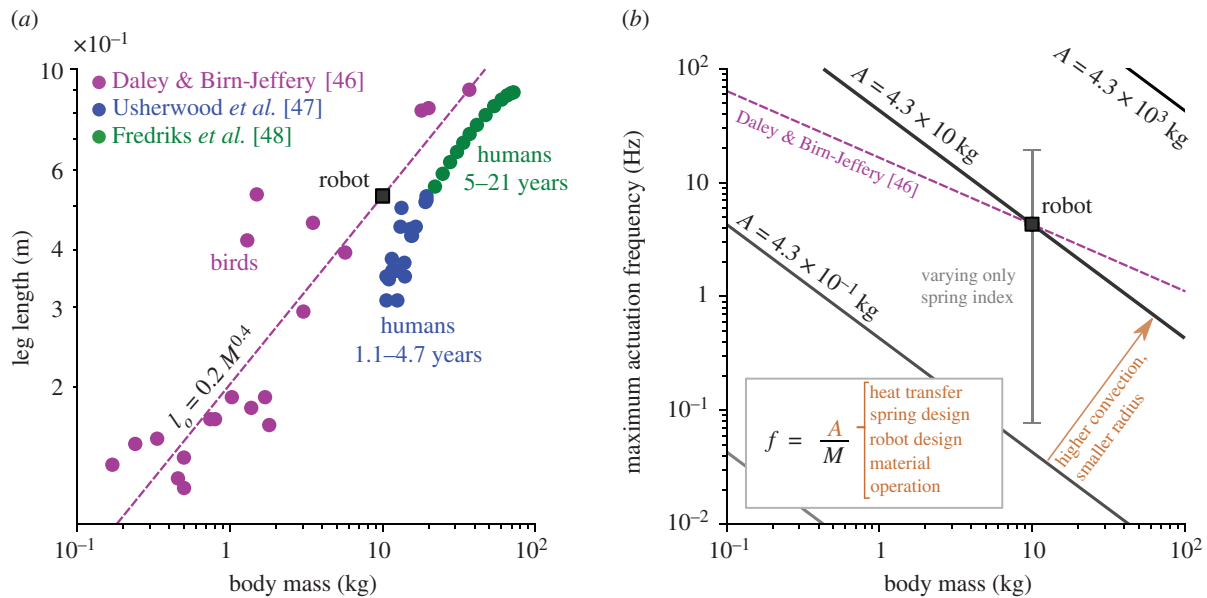 (a)
×10⁻¹
10
6
4
3
2
leg length (m)
Daley & Birn-Jeffery [46]
Usherwood et al. [47]
Fredriks et al. [48]
robot
humans
5–21 years
birds
humans
1.1–4.7 years
l_o = 0.2 M^0.4
10⁻¹
1
10
10²
body mass (kg)
(b)
10²
10
1
10⁻¹
10⁻²
maximum actuation frequency (Hz)
A = 4.3 × 10³ kg
A = 4.3 × 10 kg
Daley & Birn-Jeffery [46]
robot
A = 4.3 × 10⁻¹ kg
varying only
spring index
higher convection,
smaller radius
f = A/M
heat transfer
spring design
robot design
material
operation
10⁻¹
1
10
10²
body mass (kg)